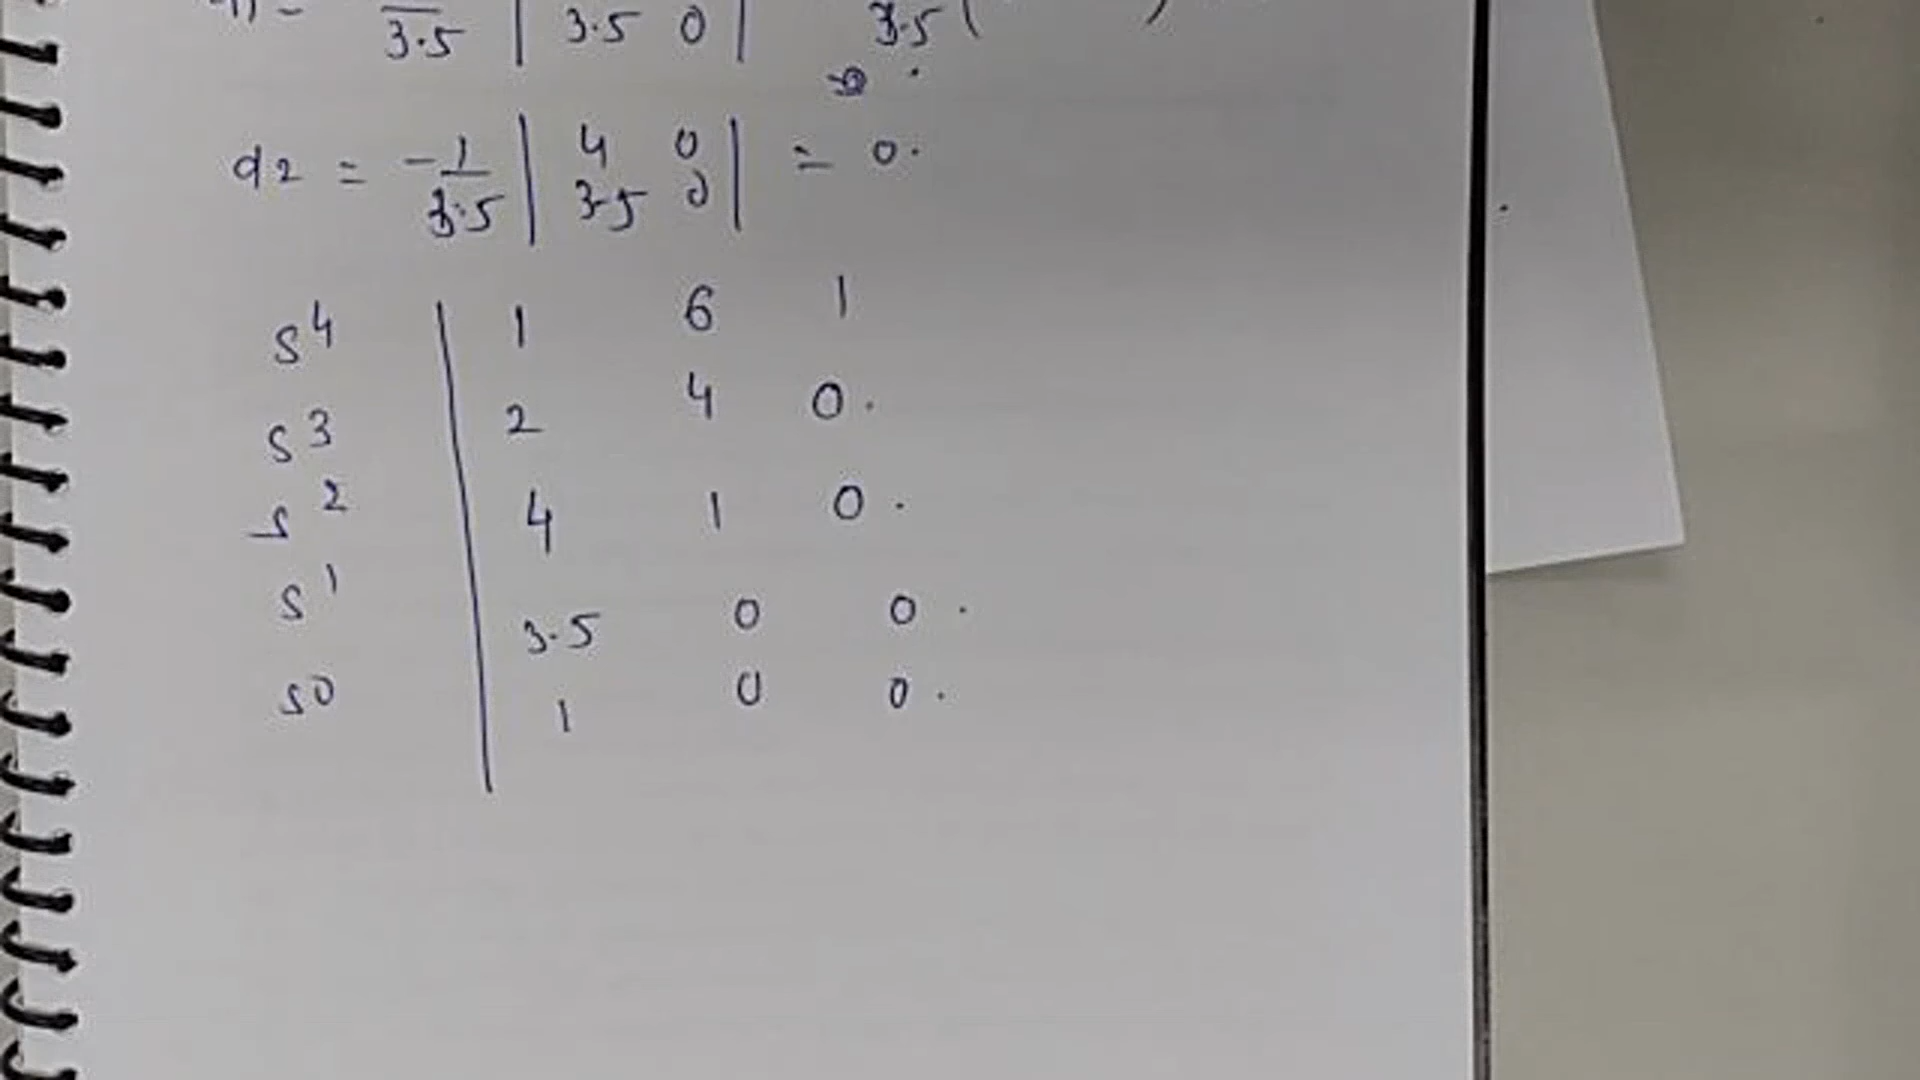 3.5 | 3.5 0 | 3.5 (
d2 = -1/3.5 | 4 0 | = 0.
3.5 0
s4 | 1 6 1
s3 | 2 4 0.
s2 | 4 1 0.
s1 | 3.5 0 0.
s0 | 1 0 0.